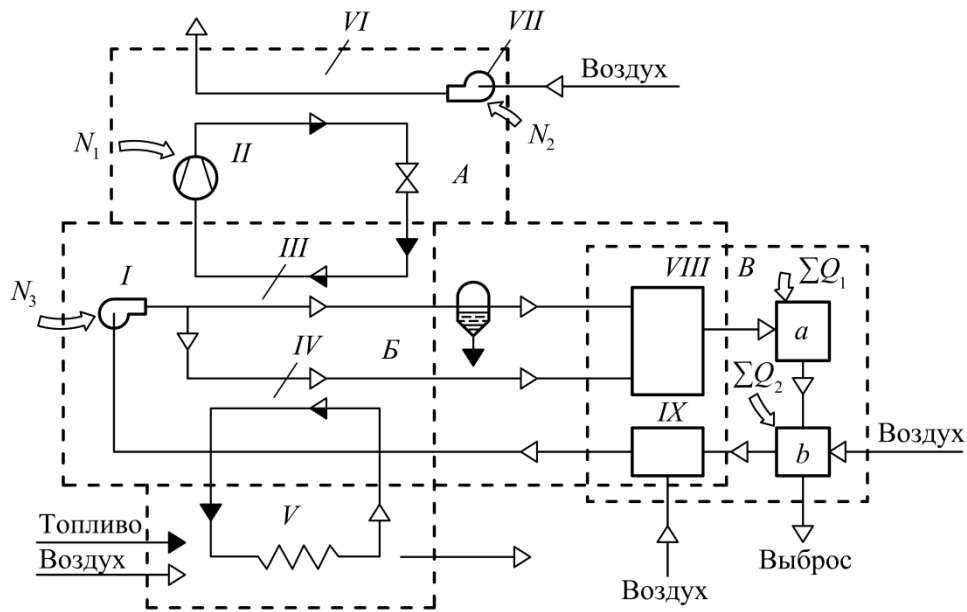 VI
VII
Воздух
N₁
II
A
N₂
I
III
VIII
B
∑Q₁
N₃
a
IV
Б
∑Q₂
IX
Воздух
b
Топливо
V
Воздух
Воздух
Выброс